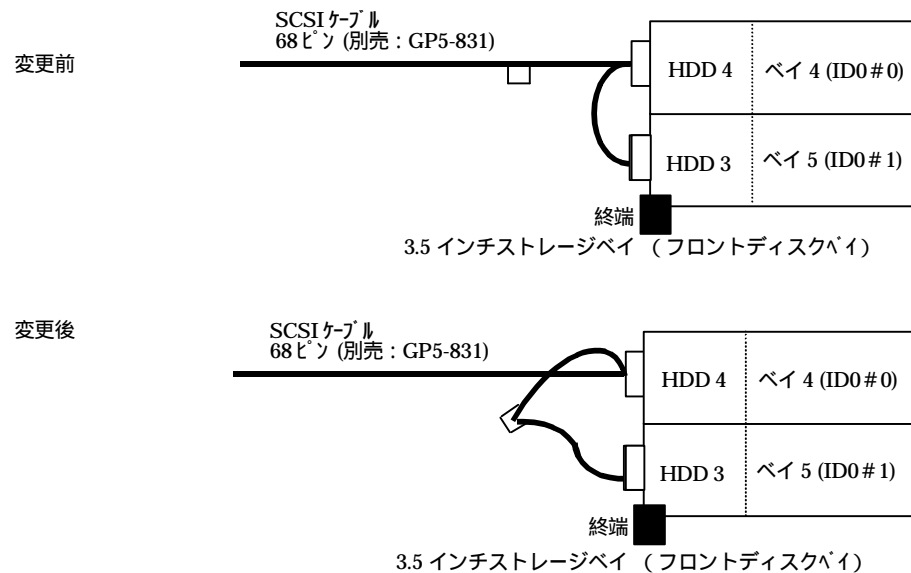 変更前
SCSI ｹｰﾌﾞﾙ
68 ﾋﾟﾝ (別売：GP5-831)
HDD 4 ベイ 4 (ID0＃0)
HDD 3 ベイ 5 (ID0＃1)
終端
3.5 インチストレージベイ （フロントディスクﾍﾞイ）
変更後
SCSI ｹｰﾌﾞﾙ
68 ﾋﾟﾝ (別売：GP5-831)
HDD 4 ベイ 4 (ID0＃0)
HDD 3 ベイ 5 (ID0＃1)
終端
3.5 インチストレージベイ （フロントディスクﾍﾞイ）